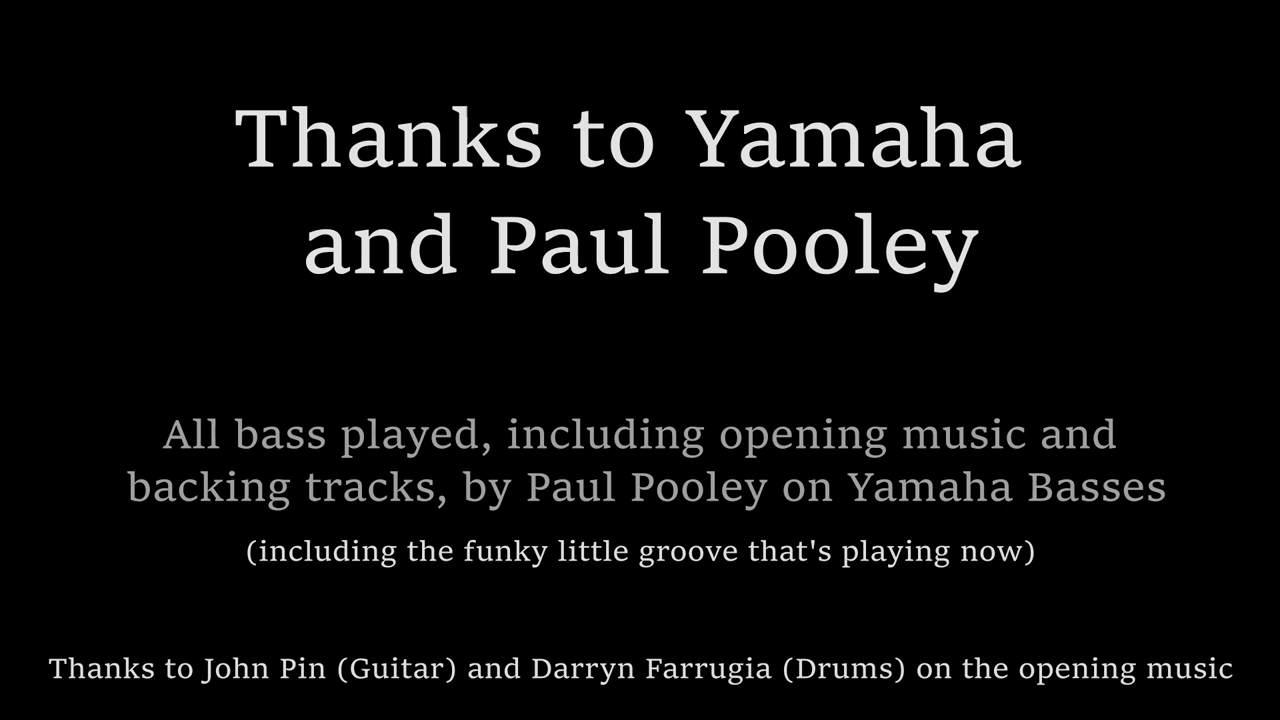 Thanks to Yamaha
and Paul Pooley
All bass played, including opening music and
backing tracks, by Paul Pooley on Yamaha Basses
(including the funky little groove that's playing now)
Thanks to John Pin (Guitar) and Darryn Farrugia (Drums) on the opening music